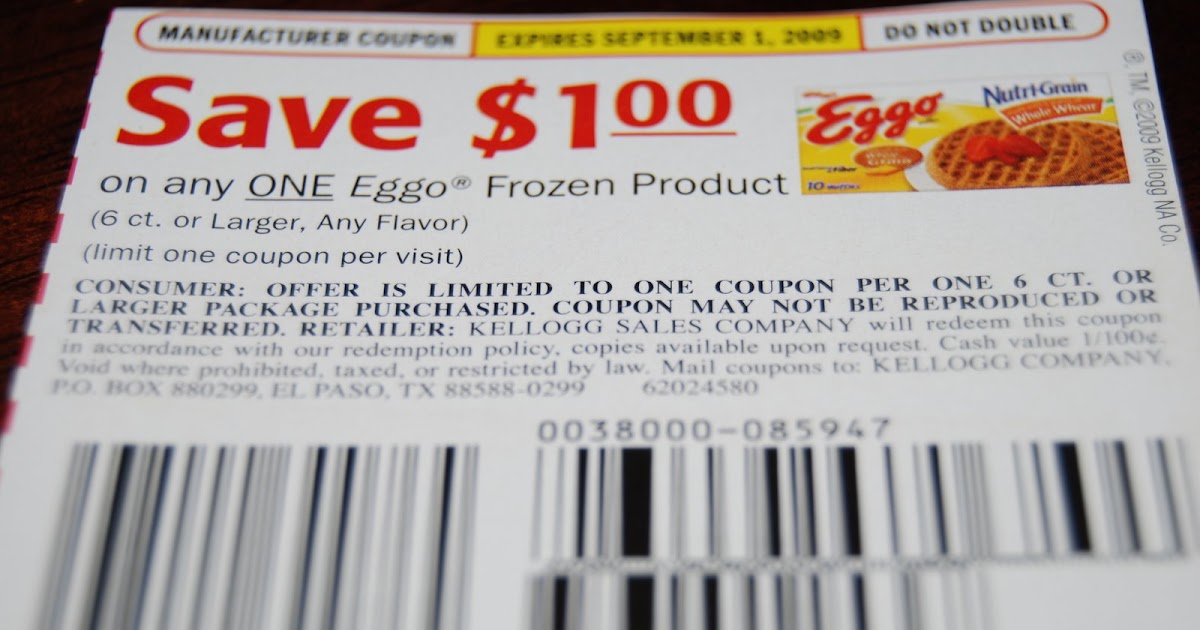 MANUFACTURER COUPON EXPIRES SEPTEMBER 1, 2009 DO NOT DOUBLE
Save $1.00
on any ONE Eggo® Frozen Product
(6 ct. or Larger, Any Flavor)
(limit one coupon per visit)
Eggo
Nutri-Grain
Whole Wheat
10
®, TM, ©2009 Kellogg NA Co.
CONSUMER: OFFER IS LIMITED TO ONE COUPON PER ONE 6 CT. OR
LARGER PACKAGE PURCHASED. COUPON MAY NOT BE REPRODUCED OR
TRANSFERRED. RETAILER: KELLOGG SALES COMPANY will redeem this coupon
in accordance with our redemption policy, copies available upon request. Cash value 1/100¢.
Void where prohibited, taxed, or restricted by law. Mail coupons to: KELLOGG COMPANY,
P.O. BOX 880299, EL PASO, TX 88588-0299 62024580
0038000-085947